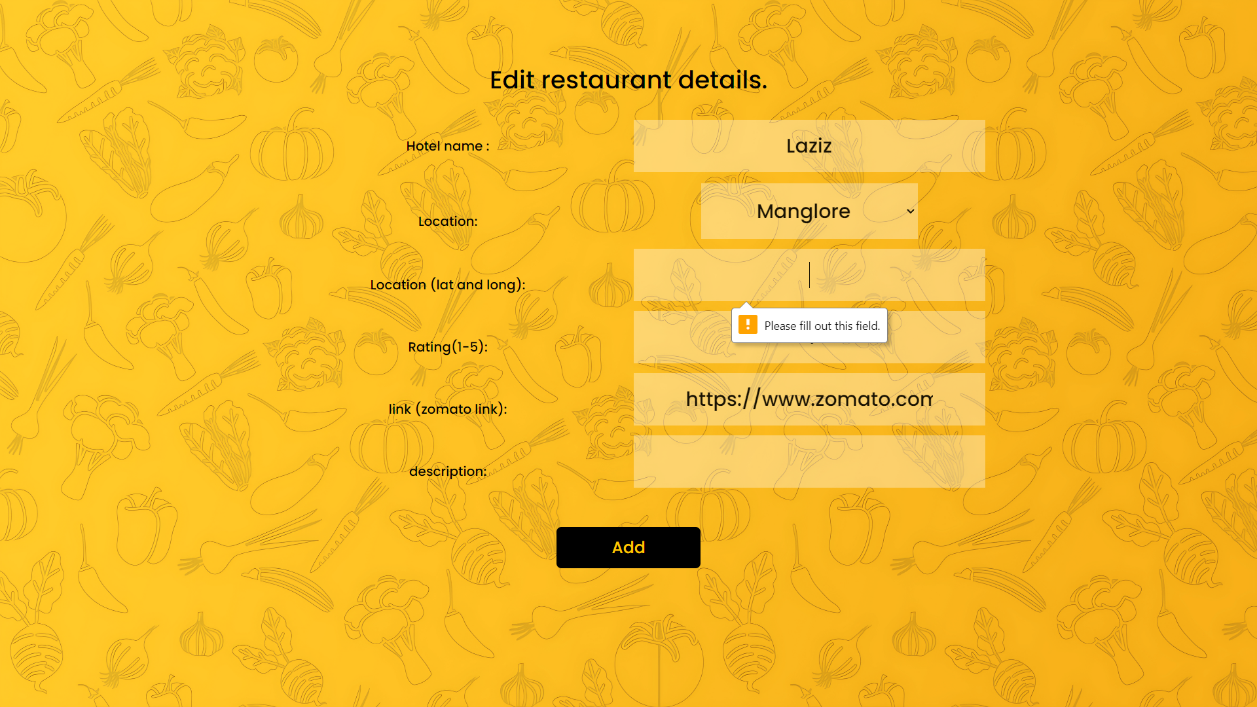 Edit restaurant details.
Hotel name :
Laziz
Location:
Manglore
Location (lat and long):
Please fill out this field.
Rating(1-5):
link (zomato link):
https://www.zomato.com
description:
Add